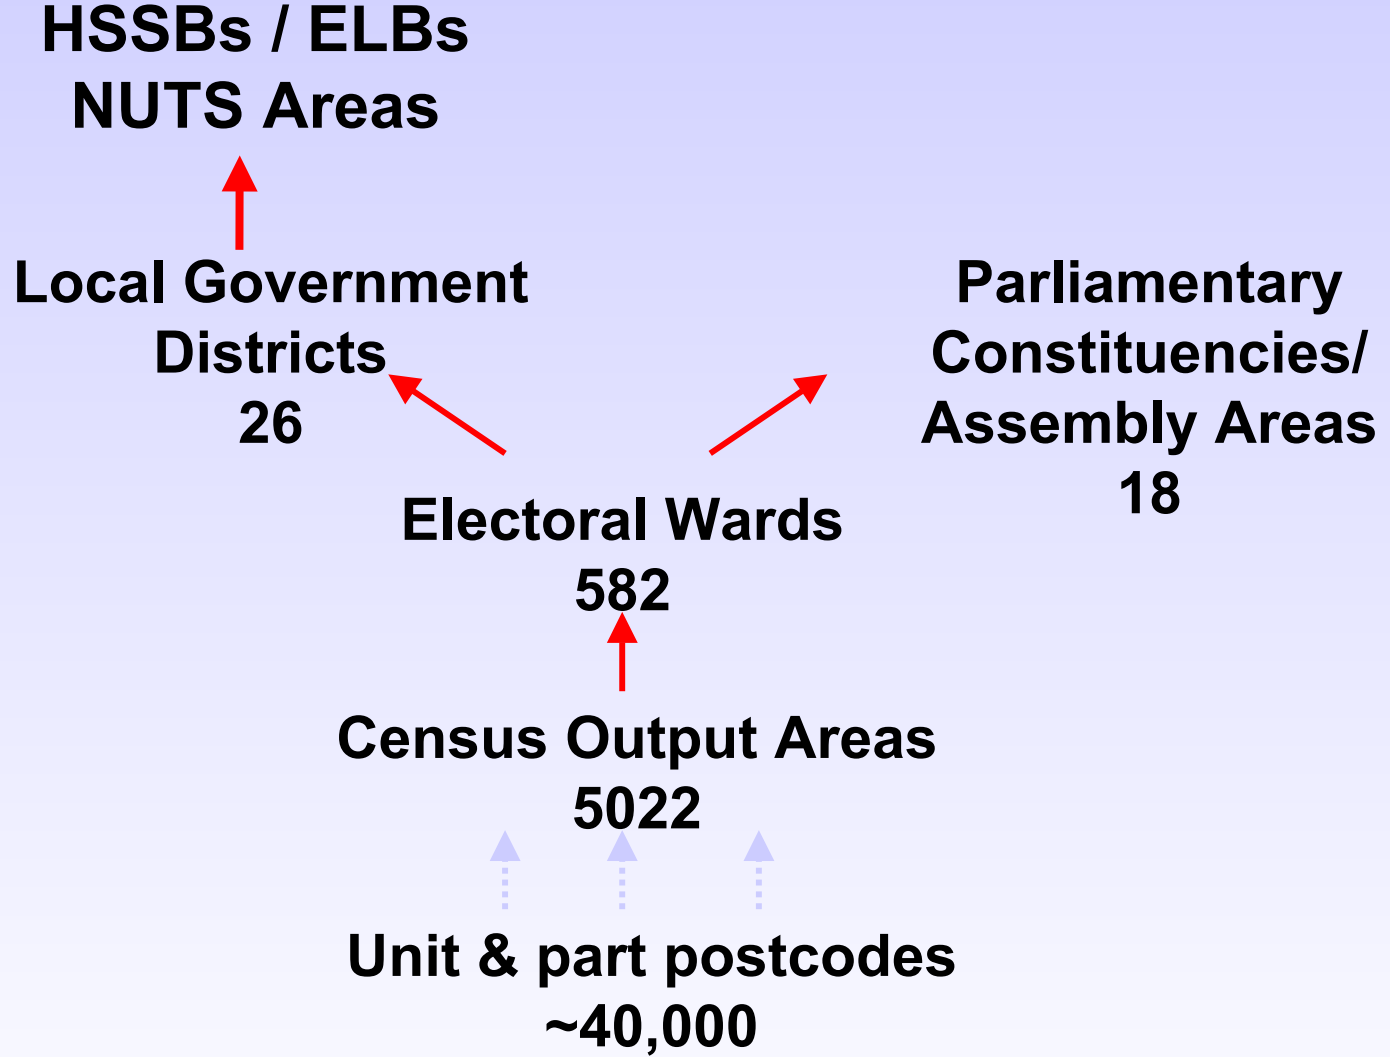 HSSBs / ELBs
NUTS Areas
Local Government
Districts
26
Parliamentary
Constituencies/
Assembly Areas
18
Electoral Wards
582
Census Output Areas
5022
Unit & part postcodes
~40,000